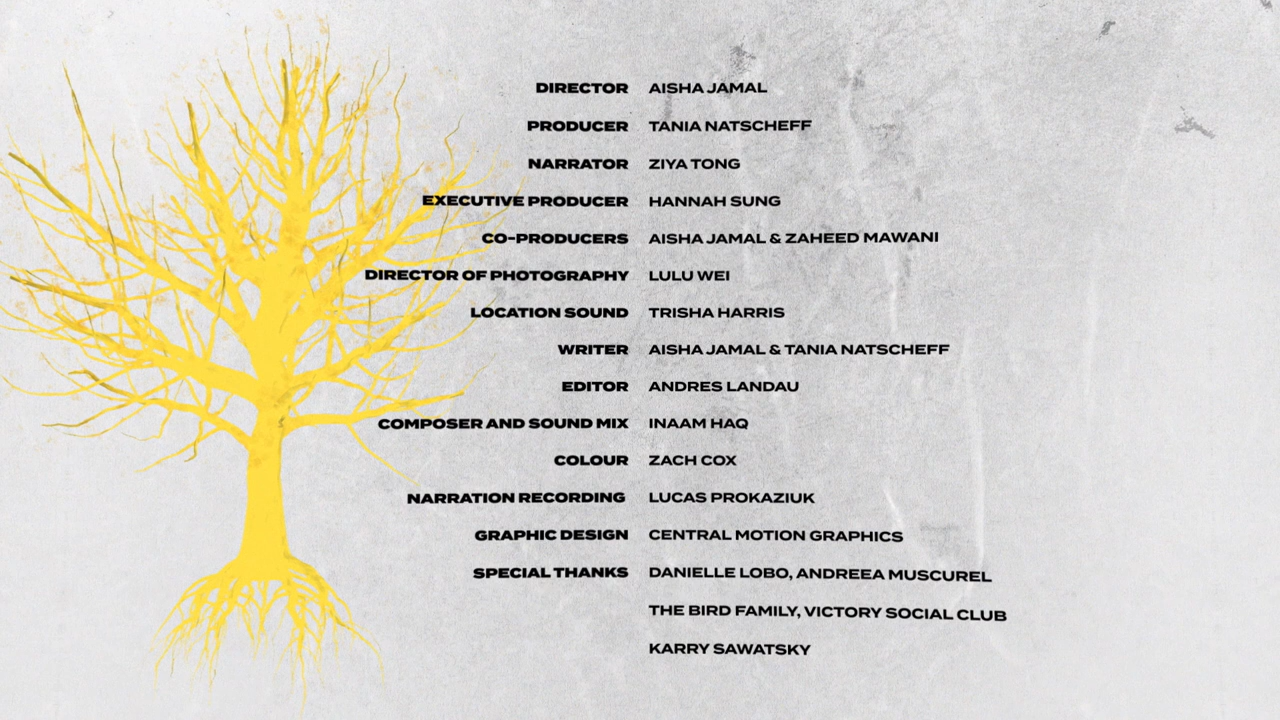 DIRECTOR AISHA JAMAL
PRODUCER TANIA NATSCHEFF
NARRATOR ZIYA TONG
EXECUTIVE PRODUCER HANNAH SUNG
CO-PRODUCERS AISHA JAMAL & ZAHEED MAWANI
DIRECTOR OF PHOTOGRAPHY LULU WEI
LOCATION SOUND TRISHA HARRIS
WRITER AISHA JAMAL & TANIA NATSCHEFF
EDITOR ANDRES LANDAU
COMPOSER AND SOUND MIX INAAM HAQ
COLOUR ZACH COX
NARRATION RECORDING LUCAS PROKAZIUK
GRAPHIC DESIGN CENTRAL MOTION GRAPHICS
SPECIAL THANKS DANIELLE LOBO, ANDREEA MUSCUREL
THE BIRD FAMILY, VICTORY SOCIAL CLUB
KARRY SAWATSKY